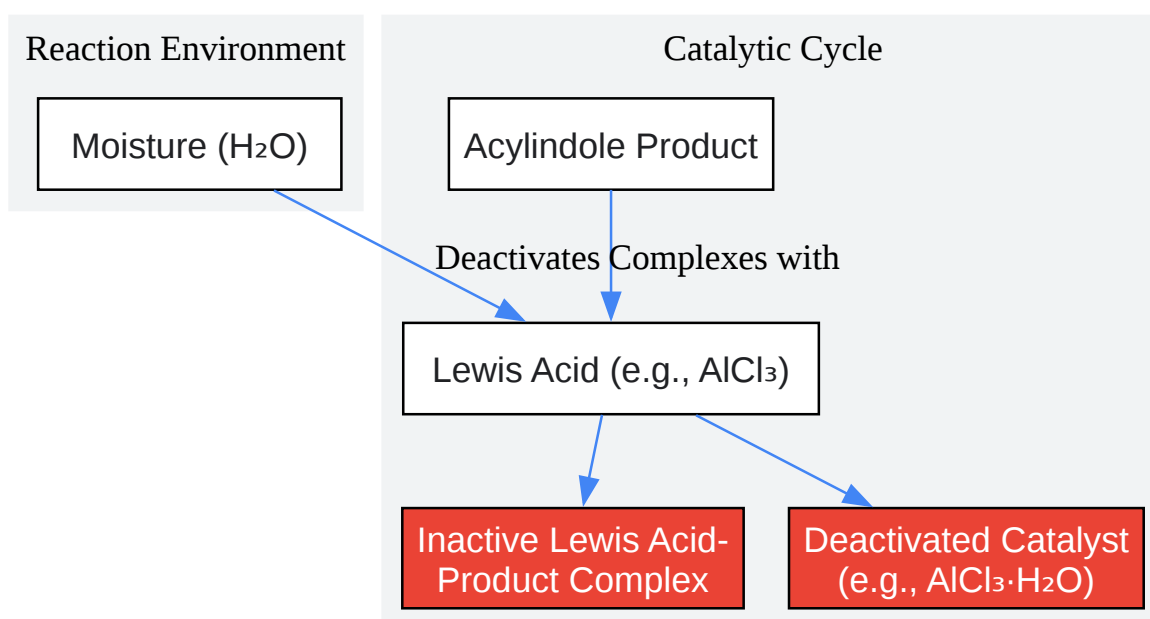 Reaction Environment
Catalytic Cycle
Moisture (H₂O)
Acylindole Product
Deactivates
Complexes with
Lewis Acid (e.g., AlCl₃)
Inactive Lewis Acid-
Product Complex
Deactivated Catalyst
(e.g., AlCl₃·H₂O)